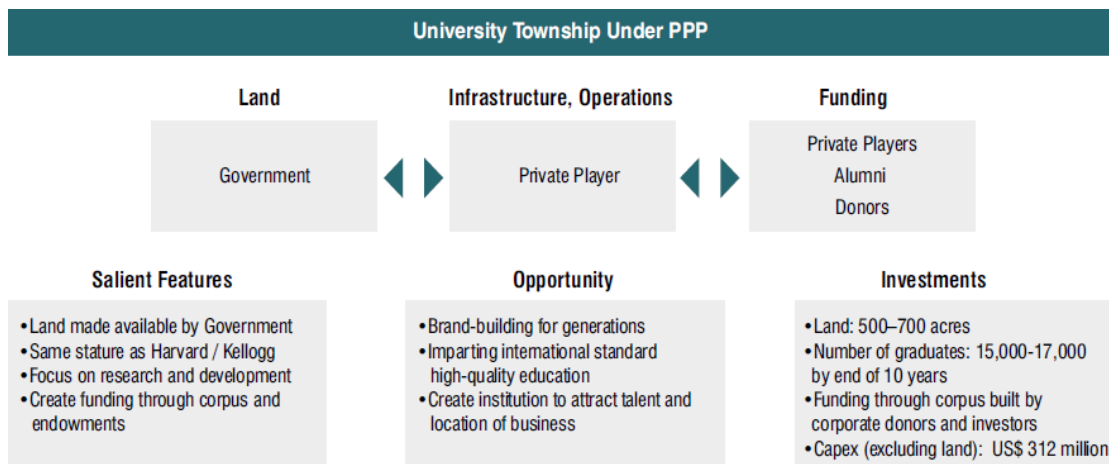 University Township Under PPP
Land
Infrastructure, Operations
Funding
Government
Private Player
Private Players
Alumni
Donors
Salient Features
•Land made available by Government
•Same stature as Harvard / Kellogg
•Focus on research and development
•Create funding through corpus and
endowments
Opportunity
•Brand-building for generations
•Imparting international standard
high-quality education
•Create institution to attract talent and
location of business
Investments
•Land: 500–700 acres
•Number of graduates: 15,000-17,000
by end of 10 years
•Funding through corpus built by
corporate donors and investors
•Capex (excluding land): US$ 312 million